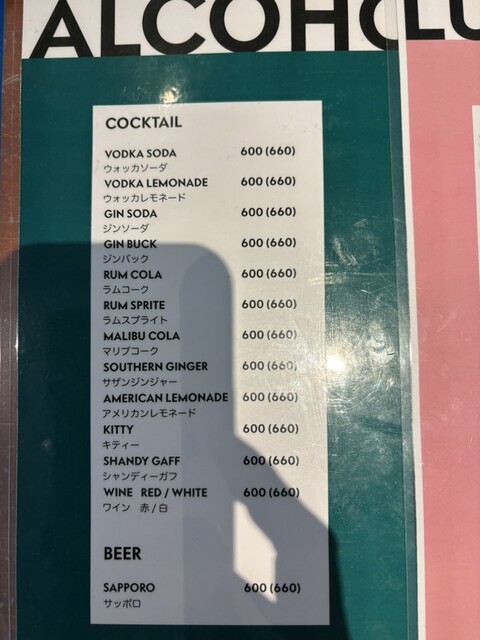 ALCOHO
COCKTAIL
VODKA SODA 600 (660)
ウォッカソーダ
VODKA LEMONADE 600 (660)
ウォッカレモネード
GIN SODA 600 (660)
ジンソーダ
GIN BUCK 600 (660)
ジンバック
RUM COLA 600 (660)
ラムコーク
RUM SPRITE 600 (660)
ラムスプライト
MALIBU COLA 600 (660)
マリブコーク
SOUTHERN GINGER 600 (660)
サザンジンジャー
AMERICAN LEMONADE 600 (660)
アメリカンレモネード
KITTY 600 (660)
キティー
SHANDY GAFF 600 (660)
シャンディーガフ
WINE RED / WHITE 600 (660)
ワイン 赤 / 白
BEER
SAPPORO 600 (660)
サッポロ